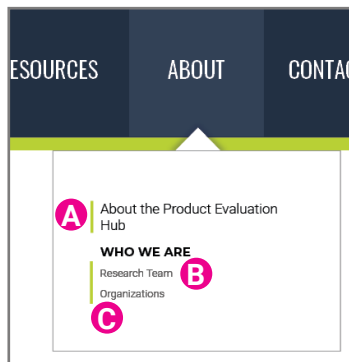 ESOURCES ABOUT CONTAC
A About the Product Evaluation
Hub
WHO WE ARE
Research Team B
Organizations
C